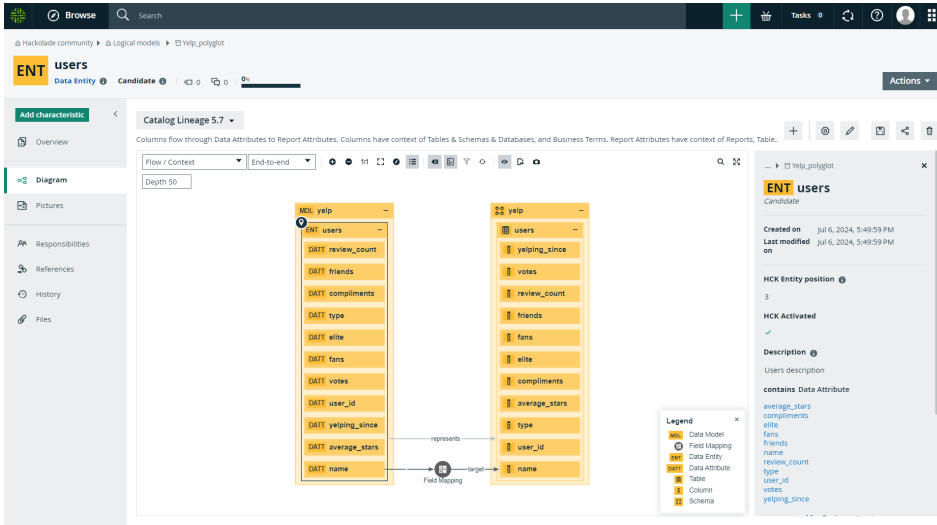 Browse
Search
Tasks 0
Hackolade community Logical models Yelp_polyglot
ENT users
Data Entity Candidate 0 0 0%
Actions
Add characteristic
Overview
Diagram
Pictures
Responsibilities
References
History
Files
Catalog Lineage 5.7
Columns flow through Data Attributes to Report Attributes. Columns have context of Tables & Schemas & Databases, and Business Terms. Report Attributes have context of Reports, Table..
Flow / Context End-to-end 1:1
Depth 50
MDL yelp
ENT users
DATT review_count
DATT friends
DATT compliments
DATT type
DATT elite
DATT fans
DATT votes
DATT user_id
DATT yelping_since
DATT average_stars
DATT name
represents
Field Mapping
target
yelp
users
yelping_since
votes
review_count
friends
fans
elite
compliments
average_stars
type
user_id
name
Legend
MDL Data Model
Field Mapping
ENT Data Entity
DATT Data Attribute
Table
Column
Schema
... Yelp_polyglot
ENT users
Candidate
Created on Jul 6, 2024, 5:49:59 PM
Last modified on Jul 6, 2024, 5:49:59 PM
HCK Entity position
3
HCK Activated
Description
Users description
contains Data Attribute
average_stars
compliments
elite
fans
friends
name
review_count
type
user_id
votes
yelping_since